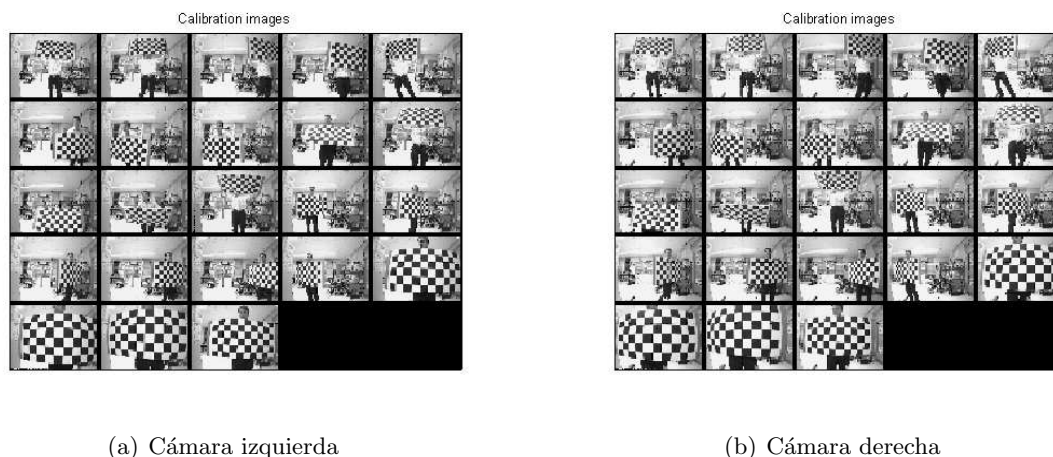 Calibration images
Calibration images
(a) Cámara izquierda
(b) Cámara derecha